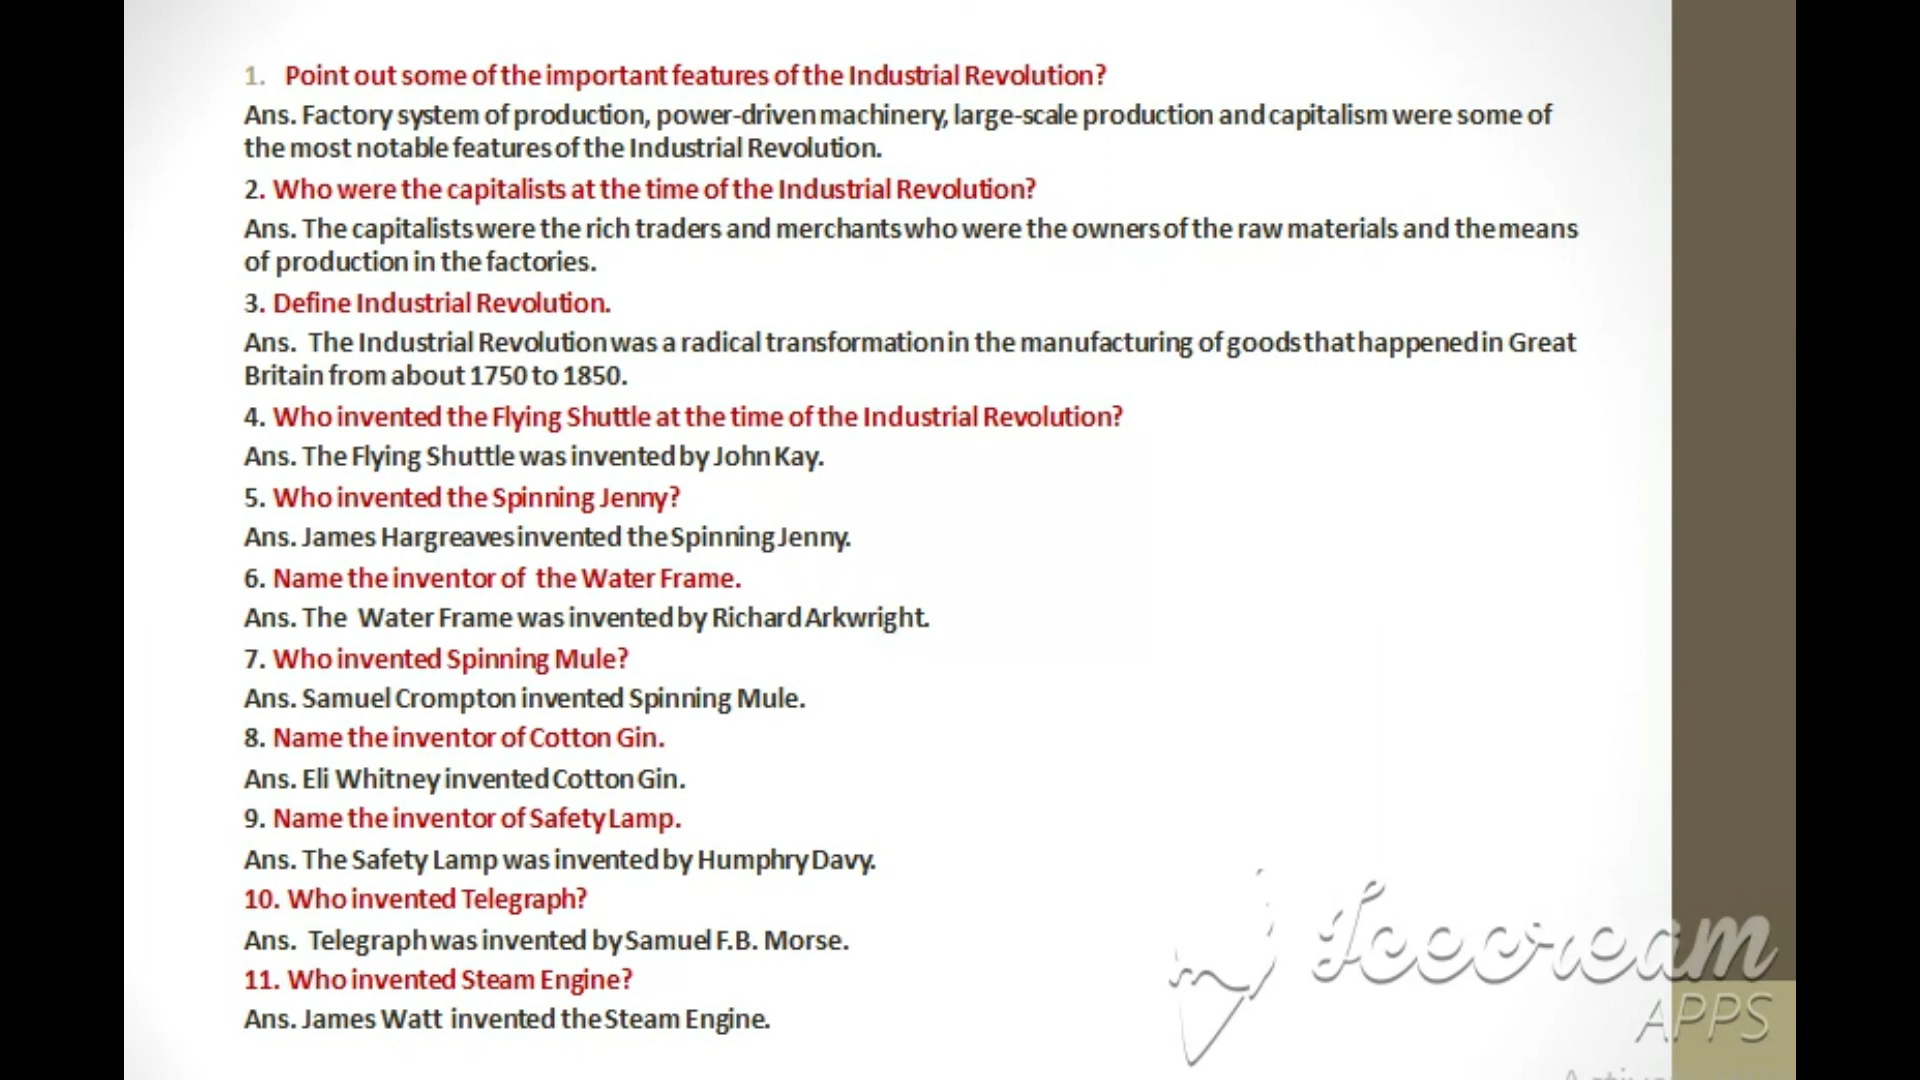 1. Point out some of the important features of the Industrial Revolution?
Ans. Factory system of production, power-driven machinery, large-scale production and capitalism were some of
the most notable features of the Industrial Revolution.
2. Who were the capitalists at the time of the Industrial Revolution?
Ans. The capitalists were the rich traders and merchants who were the owners of the raw materials and the means
of production in the factories.
3. Define Industrial Revolution.
Ans. The Industrial Revolution was a radical transformation in the manufacturing of goods that happened in Great
Britain from about 1750 to 1850.
4. Who invented the Flying Shuttle at the time of the Industrial Revolution?
Ans. The Flying Shuttle was invented by John Kay.
5. Who invented the Spinning Jenny?
Ans. James Hargreaves invented the Spinning Jenny.
6. Name the inventor of the Water Frame.
Ans. The Water Frame was invented by Richard Arkwright.
7. Who invented Spinning Mule?
Ans. Samuel Crompton invented Spinning Mule.
8. Name the inventor of Cotton Gin.
Ans. Eli Whitney invented Cotton Gin.
9. Name the inventor of Safety Lamp.
Ans. The Safety Lamp was invented by Humphry Davy.
10. Who invented Telegraph?
Ans. Telegraph was invented by Samuel F.B. Morse.
11. Who invented Steam Engine?
Ans. James Watt invented the Steam Engine.
Icecream
APPS